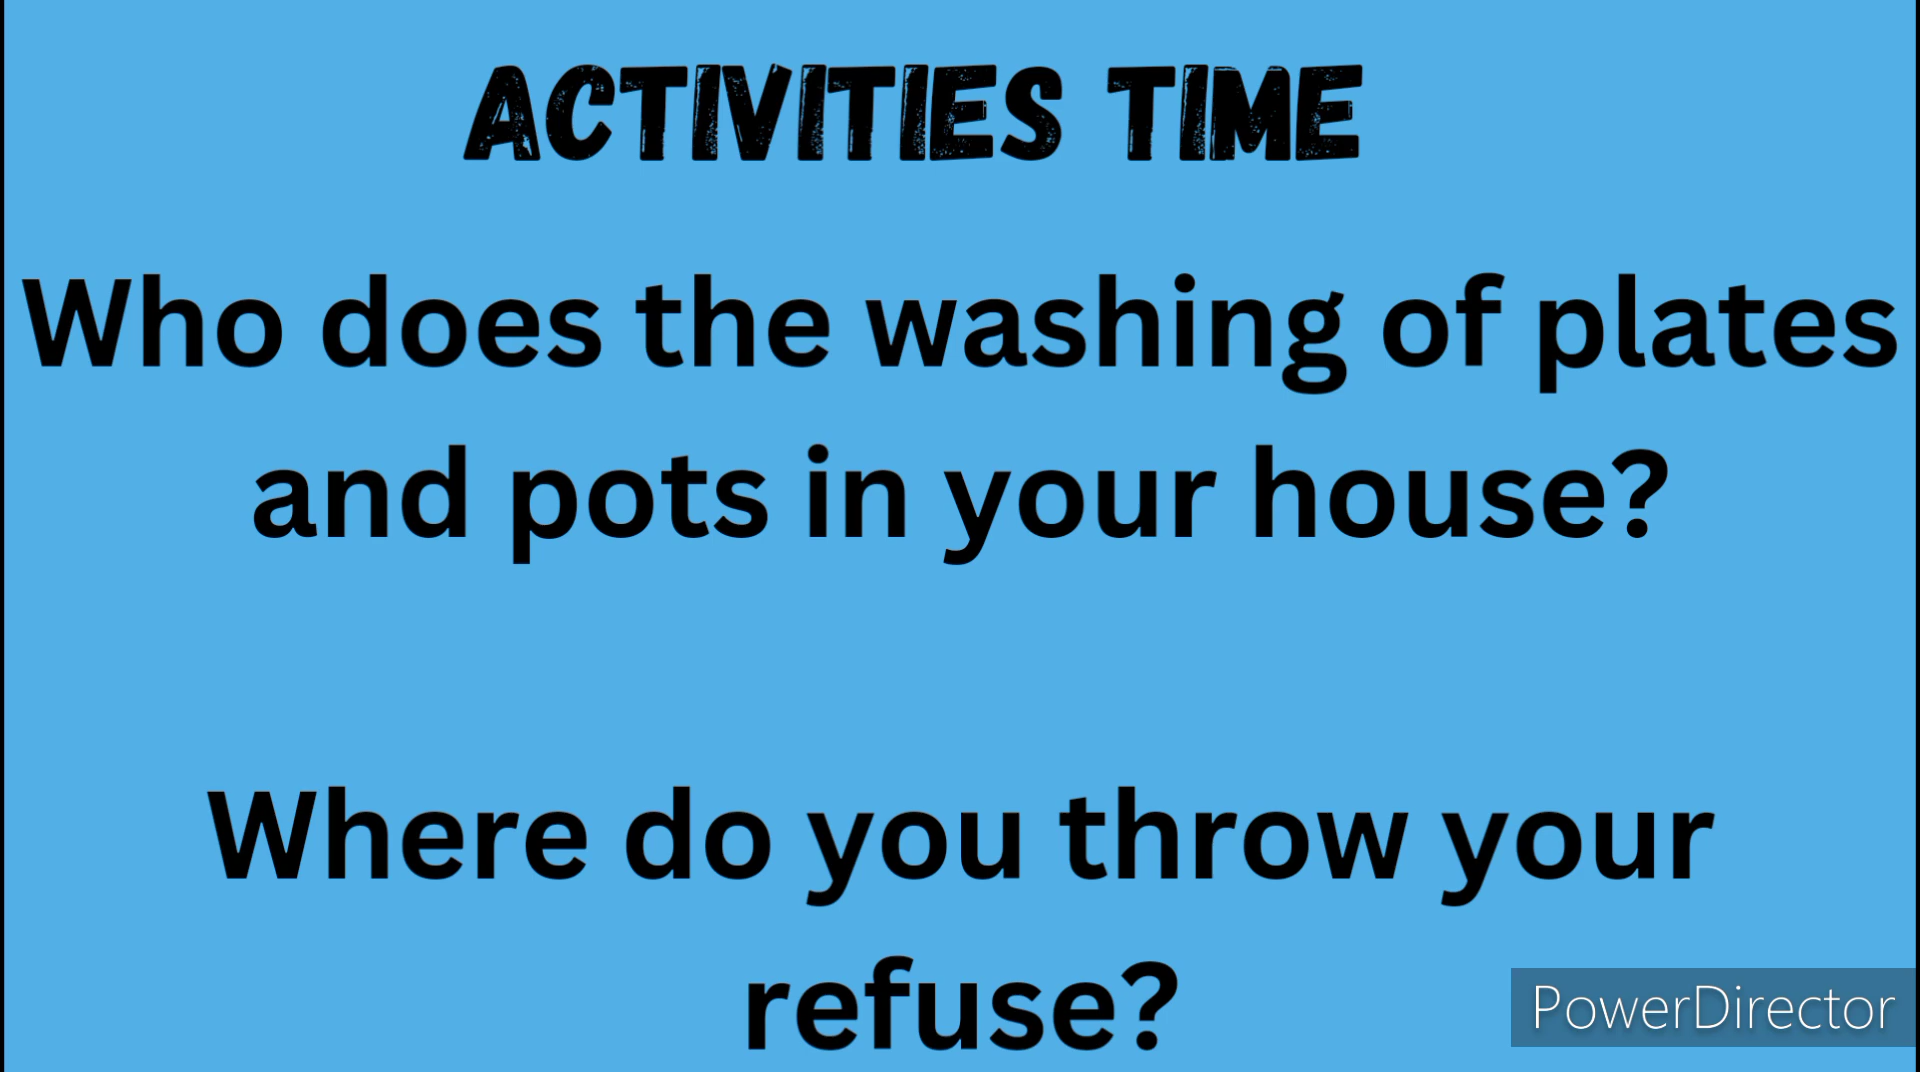 ACTIVITIES TIME
Who does the washing of plates
and pots in your house?
Where do you throw your
refuse?
PowerDirector